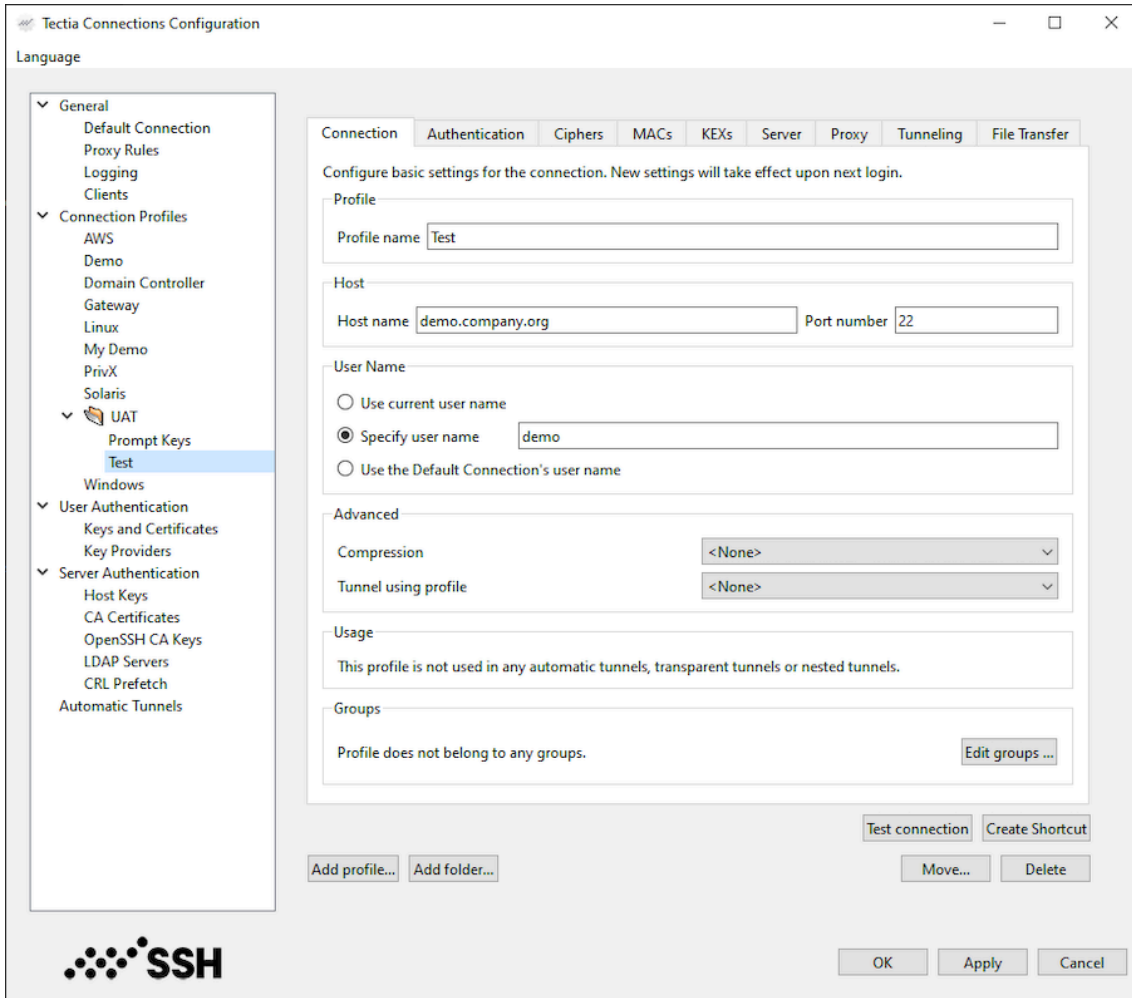 Tectia Connections Configuration
Language
General
Default Connection
Proxy Rules
Logging
Clients
Connection Profiles
AWS
Demo
Domain Controller
Gateway
Linux
My Demo
PrivX
Solaris
UAT
Prompt Keys
Test
Windows
User Authentication
Keys and Certificates
Key Providers
Server Authentication
Host Keys
CA Certificates
OpenSSH CA Keys
LDAP Servers
CRL Prefetch
Automatic Tunnels
Connection Authentication Ciphers MACs KEXs Server Proxy Tunneling File Transfer
Configure basic settings for the connection. New settings will take effect upon next login.
Profile
Profile name Test
Host
Host name demo.company.org Port number 22
User Name
Use current user name
Specify user name demo
Use the Default Connection's user name
Advanced
Compression <None>
Tunnel using profile <None>
Usage
This profile is not used in any automatic tunnels, transparent tunnels or nested tunnels.
Groups
Profile does not belong to any groups. Edit groups ...
Test connection Create Shortcut
Add profile... Add folder... Move... Delete
SSH
OK Apply Cancel